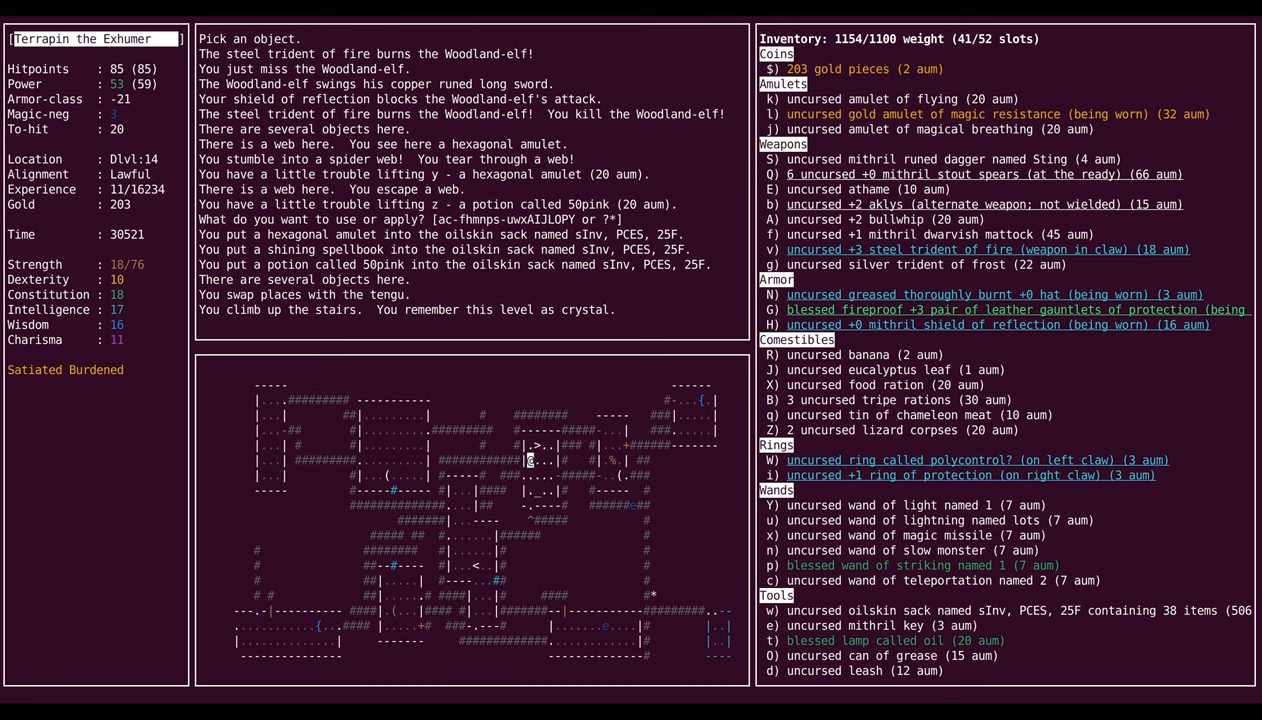 [Terrapin the Exhumer ]
Hitpoints : 85 (85)
Power : 53 (59)
Armor-class : -21
Magic-neg : 3
To-hit : 20
Location : Dlvl:14
Alignment : Lawful
Experience : 11/16234
Gold : 203
Time : 30521
Strength : 18/76
Dexterity : 10
Constitution : 18
Intelligence : 17
Wisdom : 16
Charisma : 11
Satiated Burdened
Pick an object.
The steel trident of fire burns the Woodland-elf!
You just miss the Woodland-elf.
The Woodland-elf swings his copper runed long sword.
Your shield of reflection blocks the Woodland-elf's attack.
The steel trident of fire burns the Woodland-elf!  You kill the Woodland-elf!
There are several objects here.
There is a web here.  You see here a hexagonal amulet.
You stumble into a spider web!  You tear through a web!
You have a little trouble lifting y - a hexagonal amulet (20 aum).
There is a web here.  You escape a web.
You have a little trouble lifting z - a potion called 50pink (20 aum).
What do you want to use or apply? [ac-fhmnps-uwxAIJLOPY or ?*]
You put a hexagonal amulet into the oilskin sack named sInv, PCES, 25F.
You put a shining spellbook into the oilskin sack named sInv, PCES, 25F.
You put a potion called 50pink into the oilskin sack named sInv, PCES, 25F.
There are several objects here.
You swap places with the tengu.
You climb up the stairs.  You remember this level as crystal.
Inventory: 1154/1100 weight (41/52 slots)
Coins
$) 203 gold pieces (2 aum)
Amulets
k) uncursed amulet of flying (20 aum)
l) uncursed gold amulet of magic resistance (being worn) (32 aum)
j) uncursed amulet of magical breathing (20 aum)
Weapons
S) uncursed mithril runed dagger named Sting (4 aum)
Q) 6 uncursed +0 mithril stout spears (at the ready) (66 aum)
E) uncursed athame (10 aum)
b) uncursed +2 aklys (alternate weapon; not wielded) (15 aum)
A) uncursed +2 bullwhip (20 aum)
f) uncursed +1 mithril dwarvish mattock (45 aum)
v) uncursed +3 steel trident of fire (weapon in claw) (18 aum)
g) uncursed silver trident of frost (22 aum)
Armor
N) uncursed greased thoroughly burnt +0 hat (being worn) (3 aum)
G) blessed fireproof +3 pair of leather gauntlets of protection (being
H) uncursed +0 mithril shield of reflection (being worn) (16 aum)
Comestibles
R) uncursed banana (2 aum)
J) uncursed eucalyptus leaf (1 aum)
X) uncursed food ration (20 aum)
B) 3 uncursed tripe rations (30 aum)
q) uncursed tin of chameleon meat (10 aum)
Z) 2 uncursed lizard corpses (20 aum)
Rings
W) uncursed ring called polycontrol? (on left claw) (3 aum)
i) uncursed +1 ring of protection (on right claw) (3 aum)
Wands
Y) uncursed wand of light named 1 (7 aum)
u) uncursed wand of lightning named lots (7 aum)
x) uncursed wand of magic missile (7 aum)
n) uncursed wand of slow monster (7 aum)
p) blessed wand of striking named 1 (7 aum)
c) uncursed wand of teleportation named 2 (7 aum)
Tools
w) uncursed oilskin sack named sInv, PCES, 25F containing 38 items (506
e) uncursed mithril key (3 aum)
t) blessed lamp called oil (20 aum)
O) uncursed can of grease (15 aum)
d) uncursed leash (12 aum)